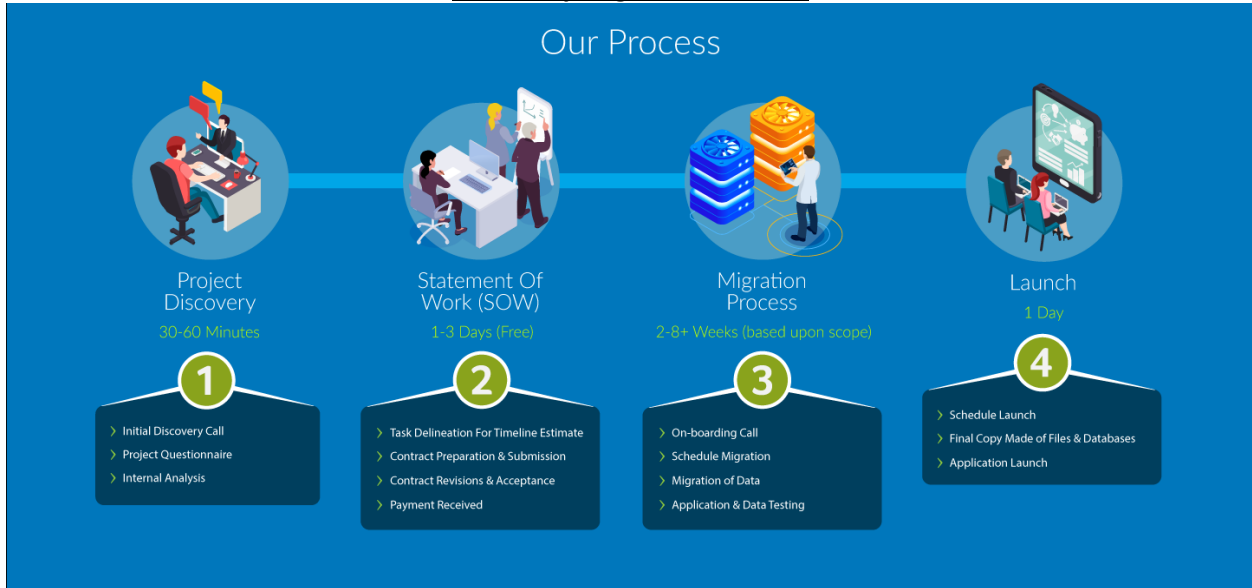 Our Process
Project
Discovery
30-60 Minutes
1
Initial Discovery Call
Project Questionnaire
Internal Analysis
Statement Of
Work (SOW)
1-3 Days (Free)
2
Task Delineation For Timeline Estimate
Contract Preparation & Submission
Contract Revisions & Acceptance
Payment Received
Migration
Process
2-8+ Weeks (based upon scope)
3
On-boarding Call
Schedule Migration
Migration of Data
Application & Data Testing
Launch
1 Day
4
Schedule Launch
Final Copy Made of Files & Databases
Application Launch